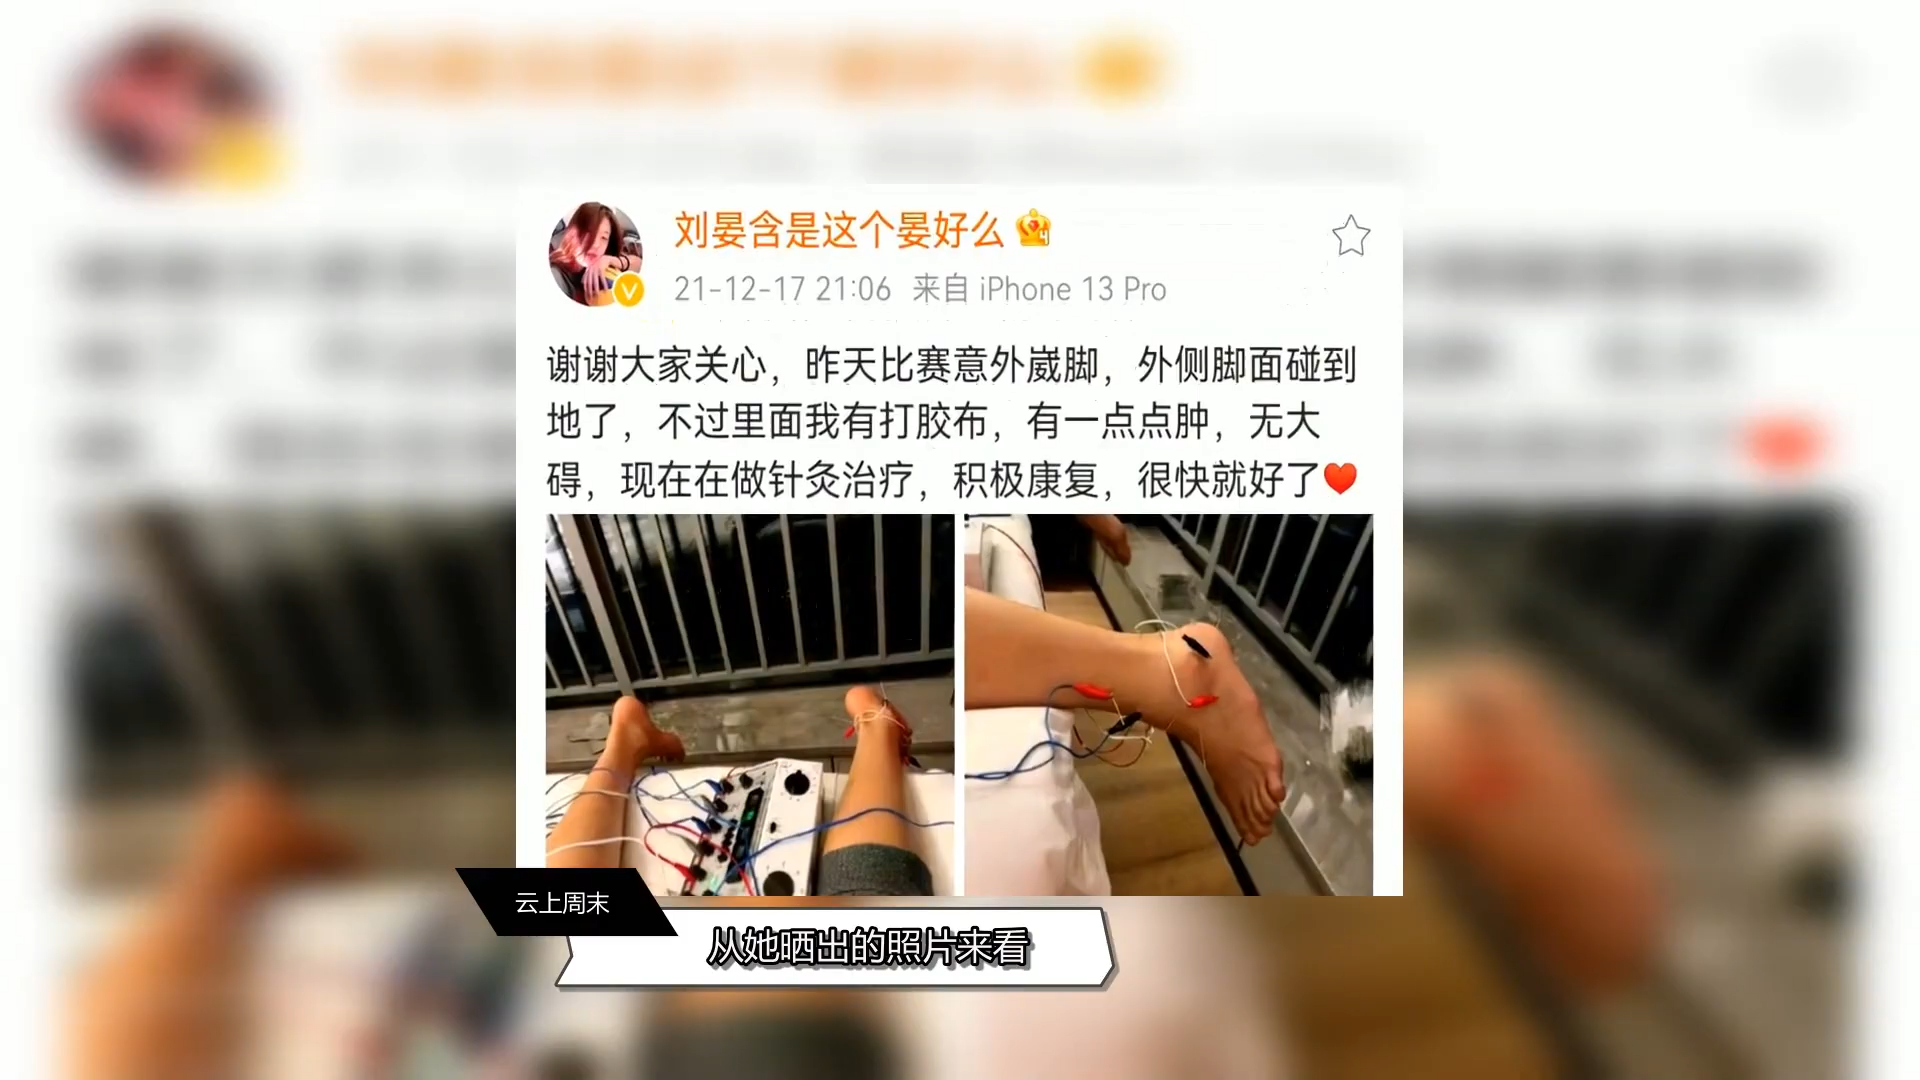 刘晏含是这个晏好么
21-12-17 21:06 来自 iPhone 13 Pro
谢谢大家关心，昨天比赛意外崴脚，外侧脚面碰到
地了，不过里面我有打胶布，有一点点肿，无大
碍，现在在做针灸治疗，积极康复，很快就好了❤️
云上周末
从她晒出的照片来看